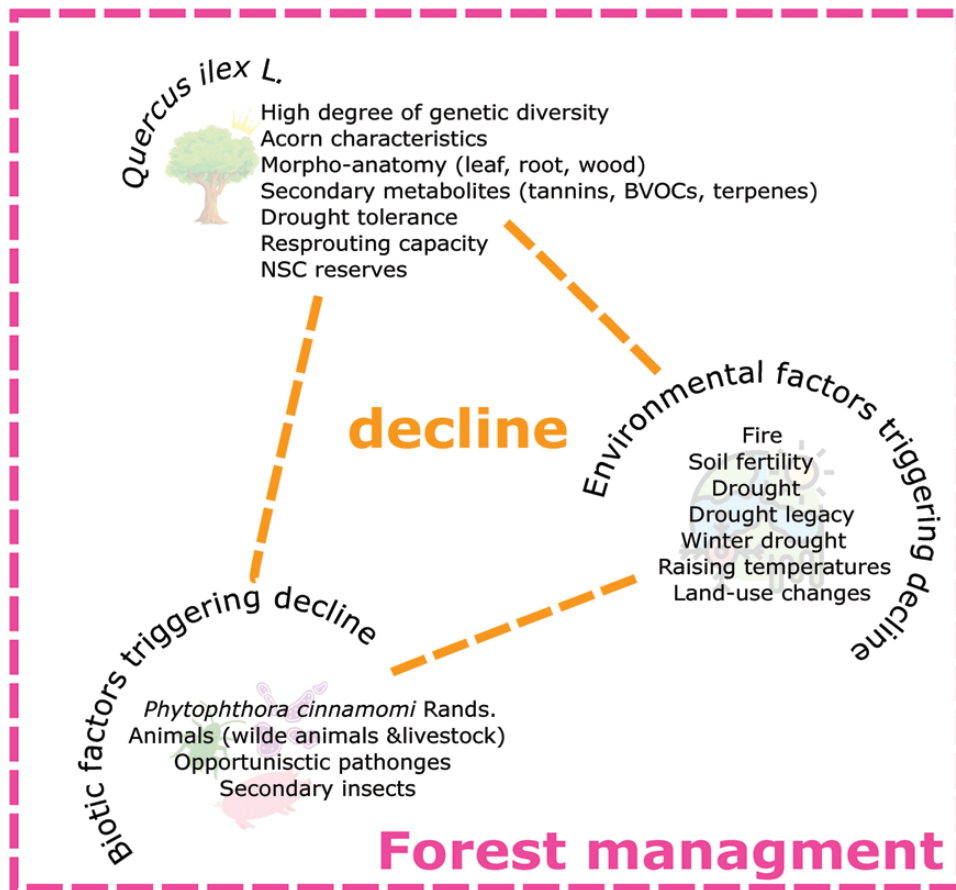 Quercus ilex L.
High degree of genetic diversity
Acorn characteristics
Morpho-anatomy (leaf, root, wood)
Secondary metabolites (tannins, BVOCs, terpenes)
Drought tolerance
Resprouting capacity
NSC reserves
decline
Environmental factors triggering decline
Fire
Soil fertility
Drought
Drought legacy
Winter drought
Raising temperatures
Land-use changes
Biotic factors triggering decline
Phytophthora cinnamomi Rands.
Animals (wilde animals &livestock)
Opportunisctic pathonges
Secondary insects
Forest managment